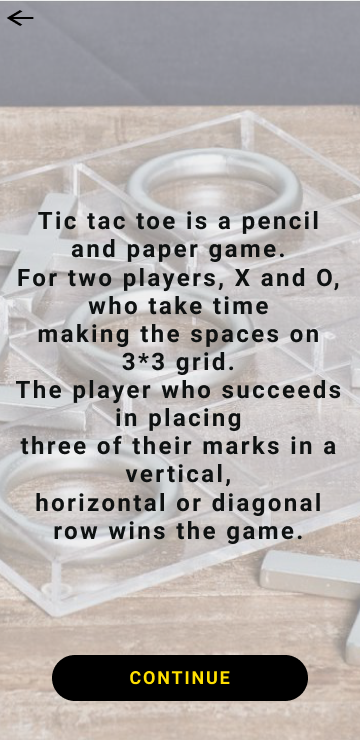 Tic tac toe is a pencil
and paper game.
For two players, X and O,
who take time
making the spaces on
3*3 grid.
The player who succeeds
in placing
three of their marks in a
vertical,
horizontal or diagonal
row wins the game.
CONTINUE